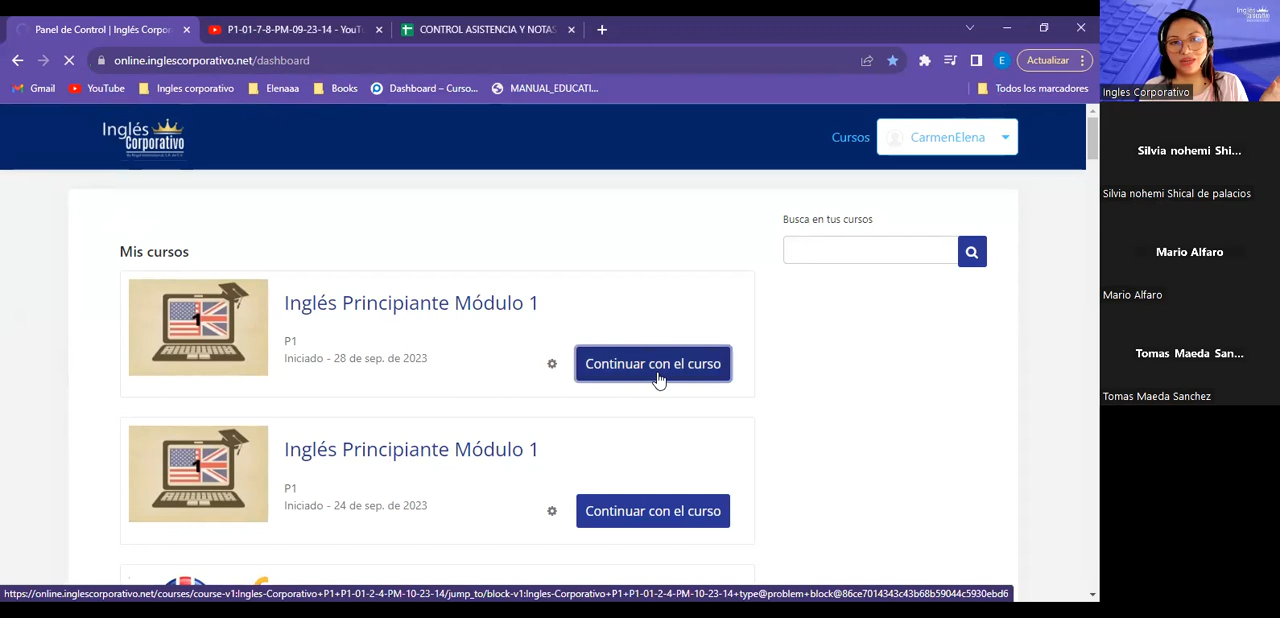 Panel de Control | Inglés Corpor
P1-01-7-8-PM-09-23-14 - YouT
CONTROL ASISTENCIA Y NOTAS
online.inglescorporativo.net/dashboard
E
Actualizar
Gmail
YouTube
Ingles corporativo
Elenaaa
Books
Dashboard – Curso...
MANUAL_EDUCATI...
Todos los marcadores
Inglés
Corporativo
Cursos
CarmenElena
Busca en tus cursos
Mis cursos
1
Inglés Principiante Módulo 1
P1
Iniciado - 28 de sep. de 2023
Continuar con el curso
1
Inglés Principiante Módulo 1
P1
Iniciado - 24 de sep. de 2023
Continuar con el curso
https://online.inglescorporativo.net/courses/course-v1:Ingles-Corporativo+P1+P1-01-2-4-PM-10-23-14/jump_to/block-v1:Ingles-Corporativo+P1+P1-01-2-4-PM-10-23-14+type@problem+block@86ce7014343c43b68b59044c5930ebd6
Inglés
Corporativo
Ingles Corporativo
Silvia nohemi Shi...
Silvia nohemi Shical de palacios
Mario Alfaro
Mario Alfaro
Tomas Maeda San...
Tomas Maeda Sanchez